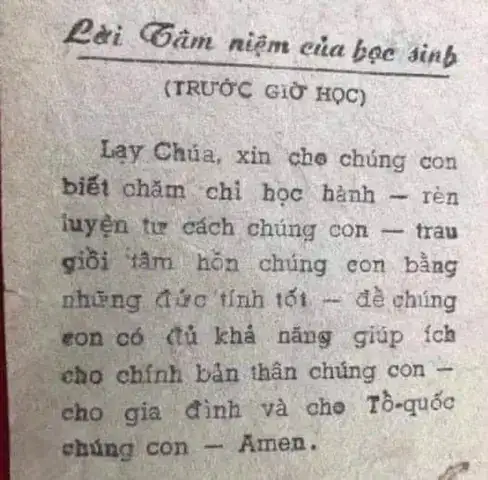 Lời Tâm niệm của học sinh
(TRƯỚC GIỜ HỌC)
Lạy Chúa, xin cho chúng con
biết chăm chỉ học hành — rèn
luyện tư cách chúng con — trau
giồi tâm hồn chúng con bằng
những đức tính tốt — để chúng
con có đủ khả năng giúp ích
cho chính bản thân chúng con —
cho gia đình và cho Tổ-quốc
chúng con — Amen.